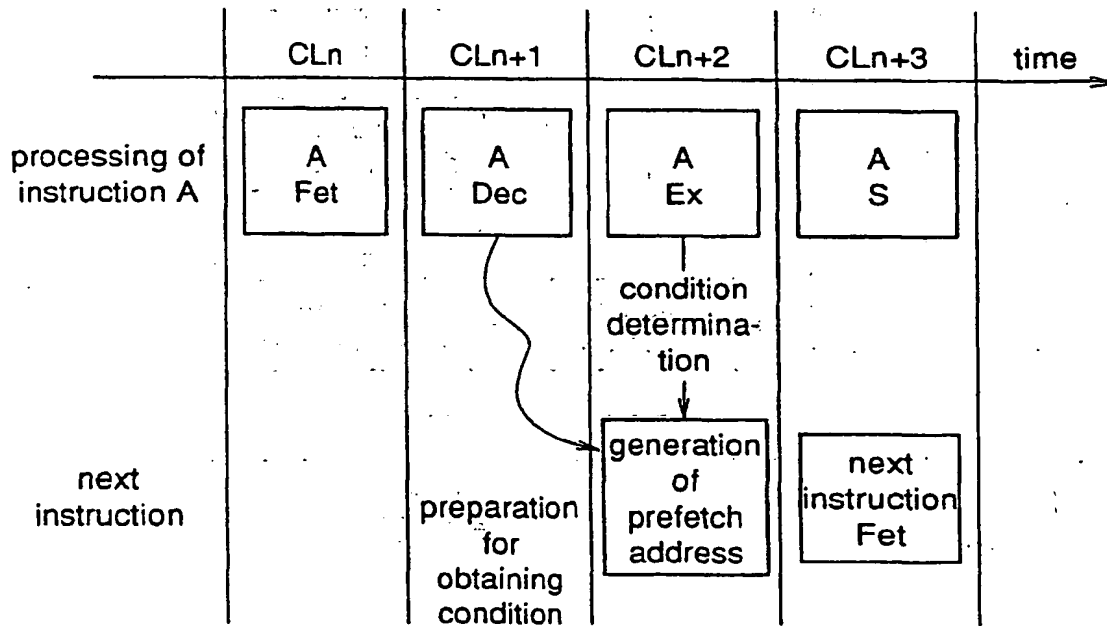 CLn CLn+1 CLn+2 CLn+3 time
processing of
instruction A
A
Fet
A
Dec
A
Ex
A
S
condition
determina-
tion
next
instruction
preparation
for
obtaining
condition
generation
of
prefetch
address
next
instruction
Fet